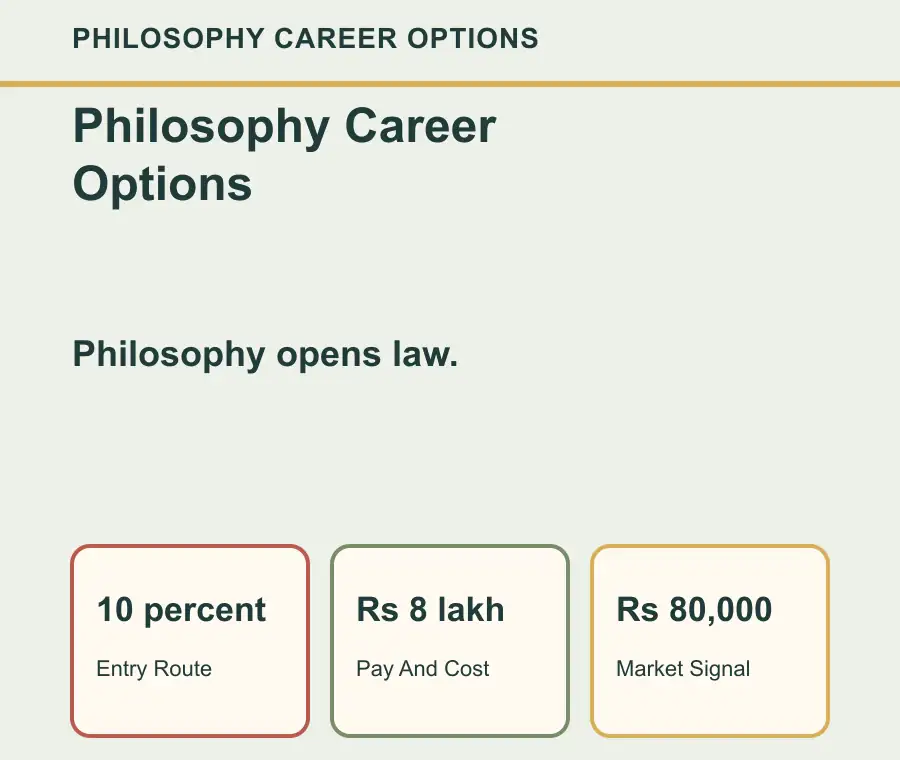 PHILOSOPHY CAREER OPTIONS
Philosophy Career
Options
Philosophy opens law.
10 percent
Entry Route
Rs 8 lakh
Pay And Cost
Rs 80,000
Market Signal